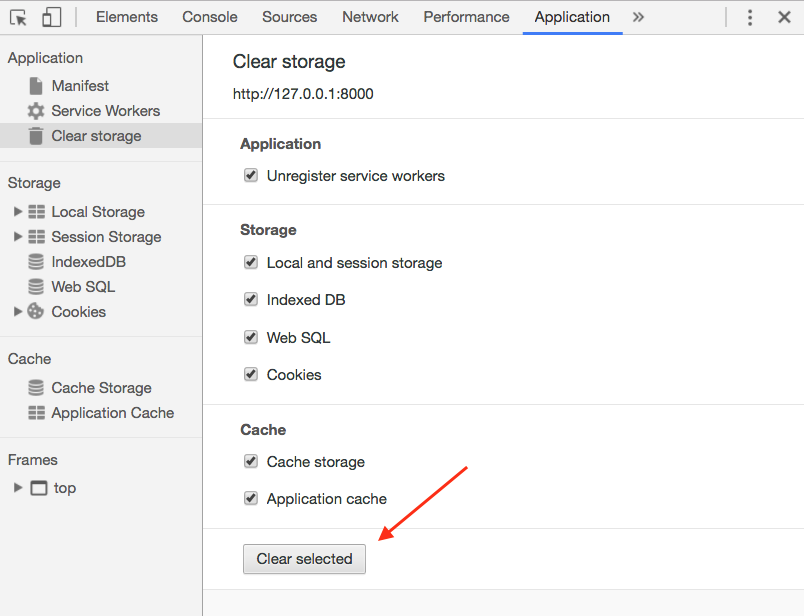 Elements Console Sources Network Performance Application »
Application
Manifest
Service Workers
Clear storage
Storage
Local Storage
Session Storage
IndexedDB
Web SQL
Cookies
Cache
Cache Storage
Application Cache
Frames
top
Clear storage
http://127.0.0.1:8000
Application
Unregister service workers
Storage
Local and session storage
Indexed DB
Web SQL
Cookies
Cache
Cache storage
Application cache
Clear selected